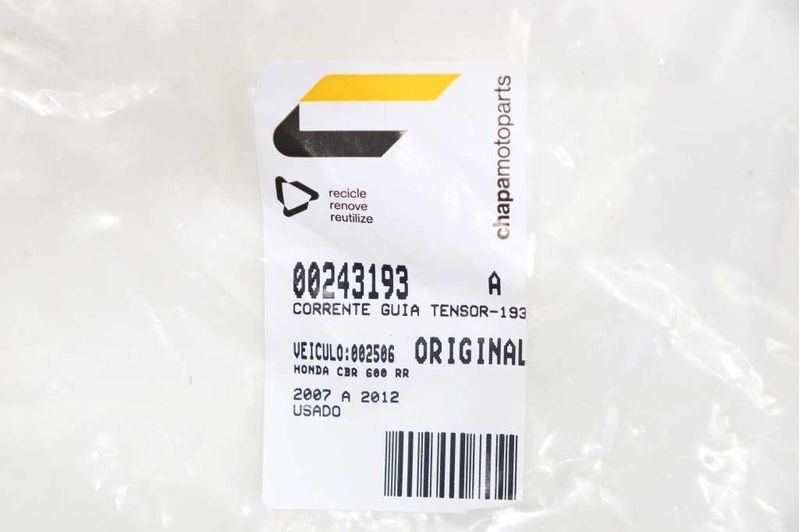 chapamotoparts
recicle
renove
reutilize
00243193 A
CORRENTE GUIA TENSOR-193
VEICULO:002506 ORIGINAL
HONDA CBR 600 RR
2007 A 2012
USADO